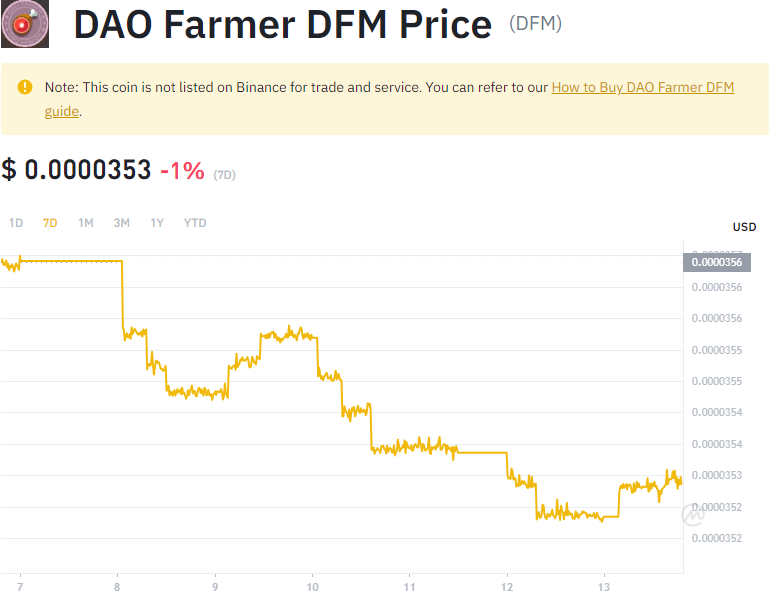 DAO Farmer DFM Price (DFM)
Note: This coin is not listed on Binance for trade and service. You can refer to our How to Buy DAO Farmer DFM
guide.
$ 0.0000353 -1% (7D)
1D 7D 1M 3M 1Y YTD
USD
0.0000356
0.0000356
0.0000356
0.0000355
0.0000355
0.0000354
0.0000354
0.0000353
0.0000352
0.0000352
7 8 9 10 11 12 13